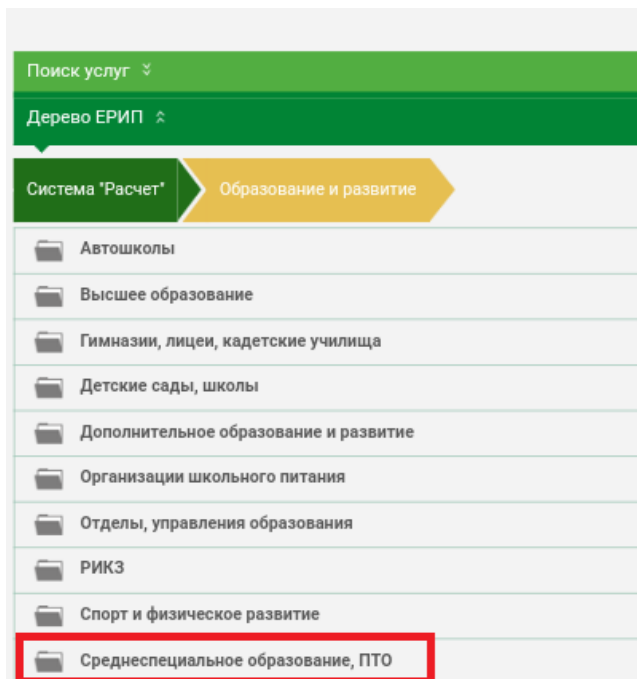 Поиск услуг
Дерево ЕРИП
Система "Расчет"
Образование и развитие
Автошколы
Высшее образование
Гимназии, лицеи, кадетские училища
Детские сады, школы
Дополнительное образование и развитие
Организации школьного питания
Отделы, управления образования
РИКЗ
Спорт и физическое развитие
Среднеспециальное образование, ПТО